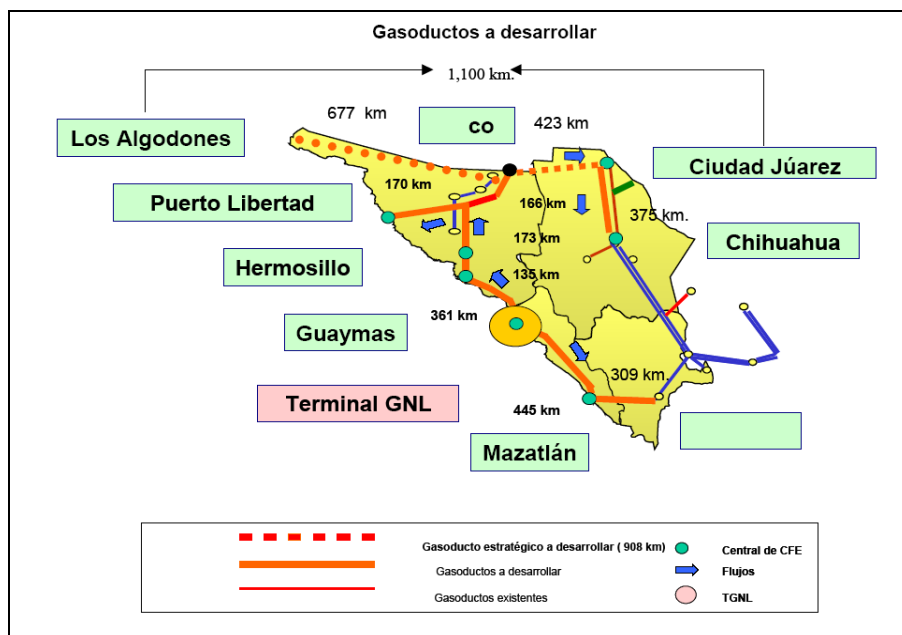 Gasoductos a desarrollar
1,100 km.
677 km
co
423 km
Los Algodones
Ciudad Júarez
170 km
Puerto Libertad
166 km
375 km.
173 km
Chihuahua
Hermosillo
135 km
361 km
Guaymas
309 km.
Terminal GNL
445 km
Mazatlán
Gasoducto estratégico a desarrollar ( 908 km)
Central de CFE
Gasoductos a desarrollar
Flujos
Gasoductos existentes
TGNL